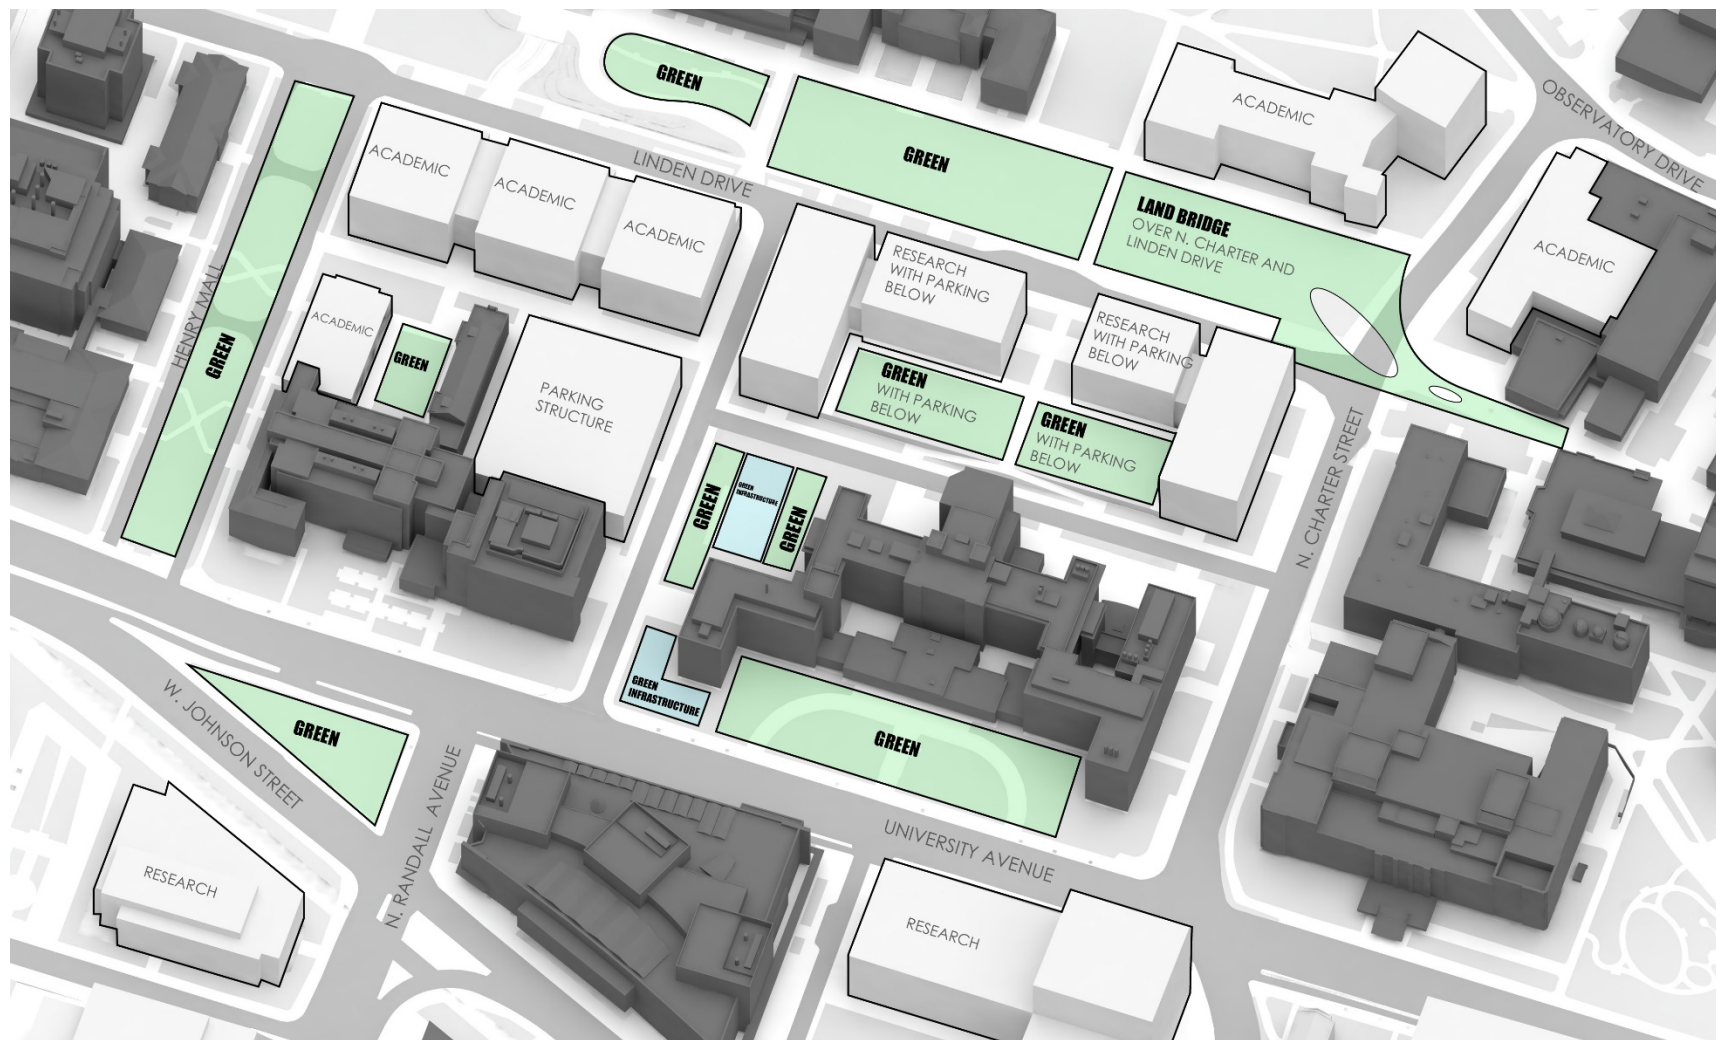 GREEN
OBSERVATORY DRIVE
ACADEMIC
GREEN
LINDEN DRIVE
ACADEMIC
ACADEMIC
ACADEMIC
LAND BRIDGE
OVER N. CHARTER AND
LINDEN DRIVE
ACADEMIC
RESEARCH
WITH PARKING
BELOW
RESEARCH
WITH PARKING
BELOW
HENRY MALL
GREEN
ACADEMIC
GREEN
PARKING
STRUCTURE
GREEN
WITH PARKING
BELOW
GREEN
WITH PARKING
BELOW
N. CHARTER STREET
GREEN
GREEN
INFRASTRUCTURE
GREEN
GREEN
INFRASTRUCTURE
GREEN
GREEN
W. JOHNSON STREET
N. RANDALL AVENUE
UNIVERSITY AVENUE
RESEARCH
RESEARCH